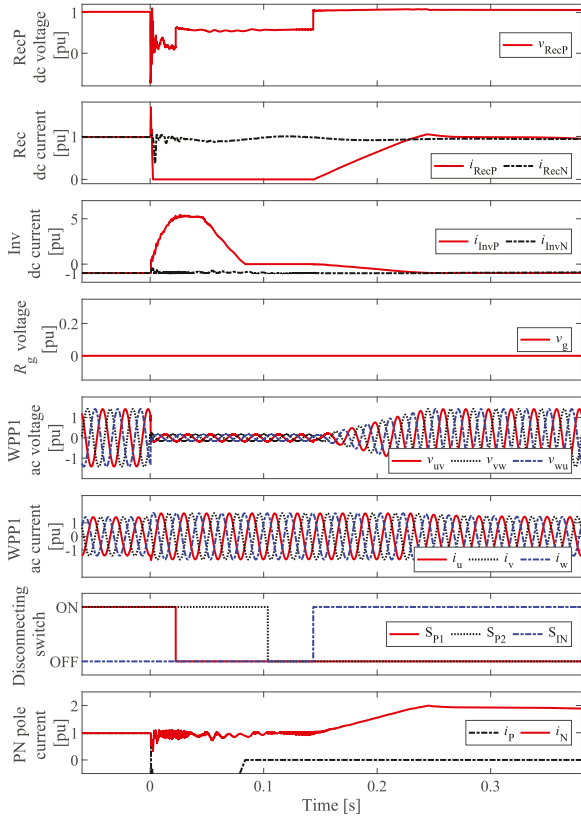 RecP
dc voltage
[pu]
1
0
v_RecP
Rec
dc current
[pu]
1
0
i_RecP i_RecN
Inv
dc current
[pu]
5
0
-1
i_InvP i_InvN
R_g voltage
[pu]
0.2
0
v_g
WPP1
ac voltage
[pu]
1
0
-1
v_uv v_vw v_wu
WPP1
ac current
[pu]
1
0
-1
i_u i_v i_w
Disconnecting
switch
ON
OFF
S_P1 S_P2 S_IN
PN pole
current
[pu]
2
1
0
i_P i_N
0 0.1 0.2 0.3
Time [s]